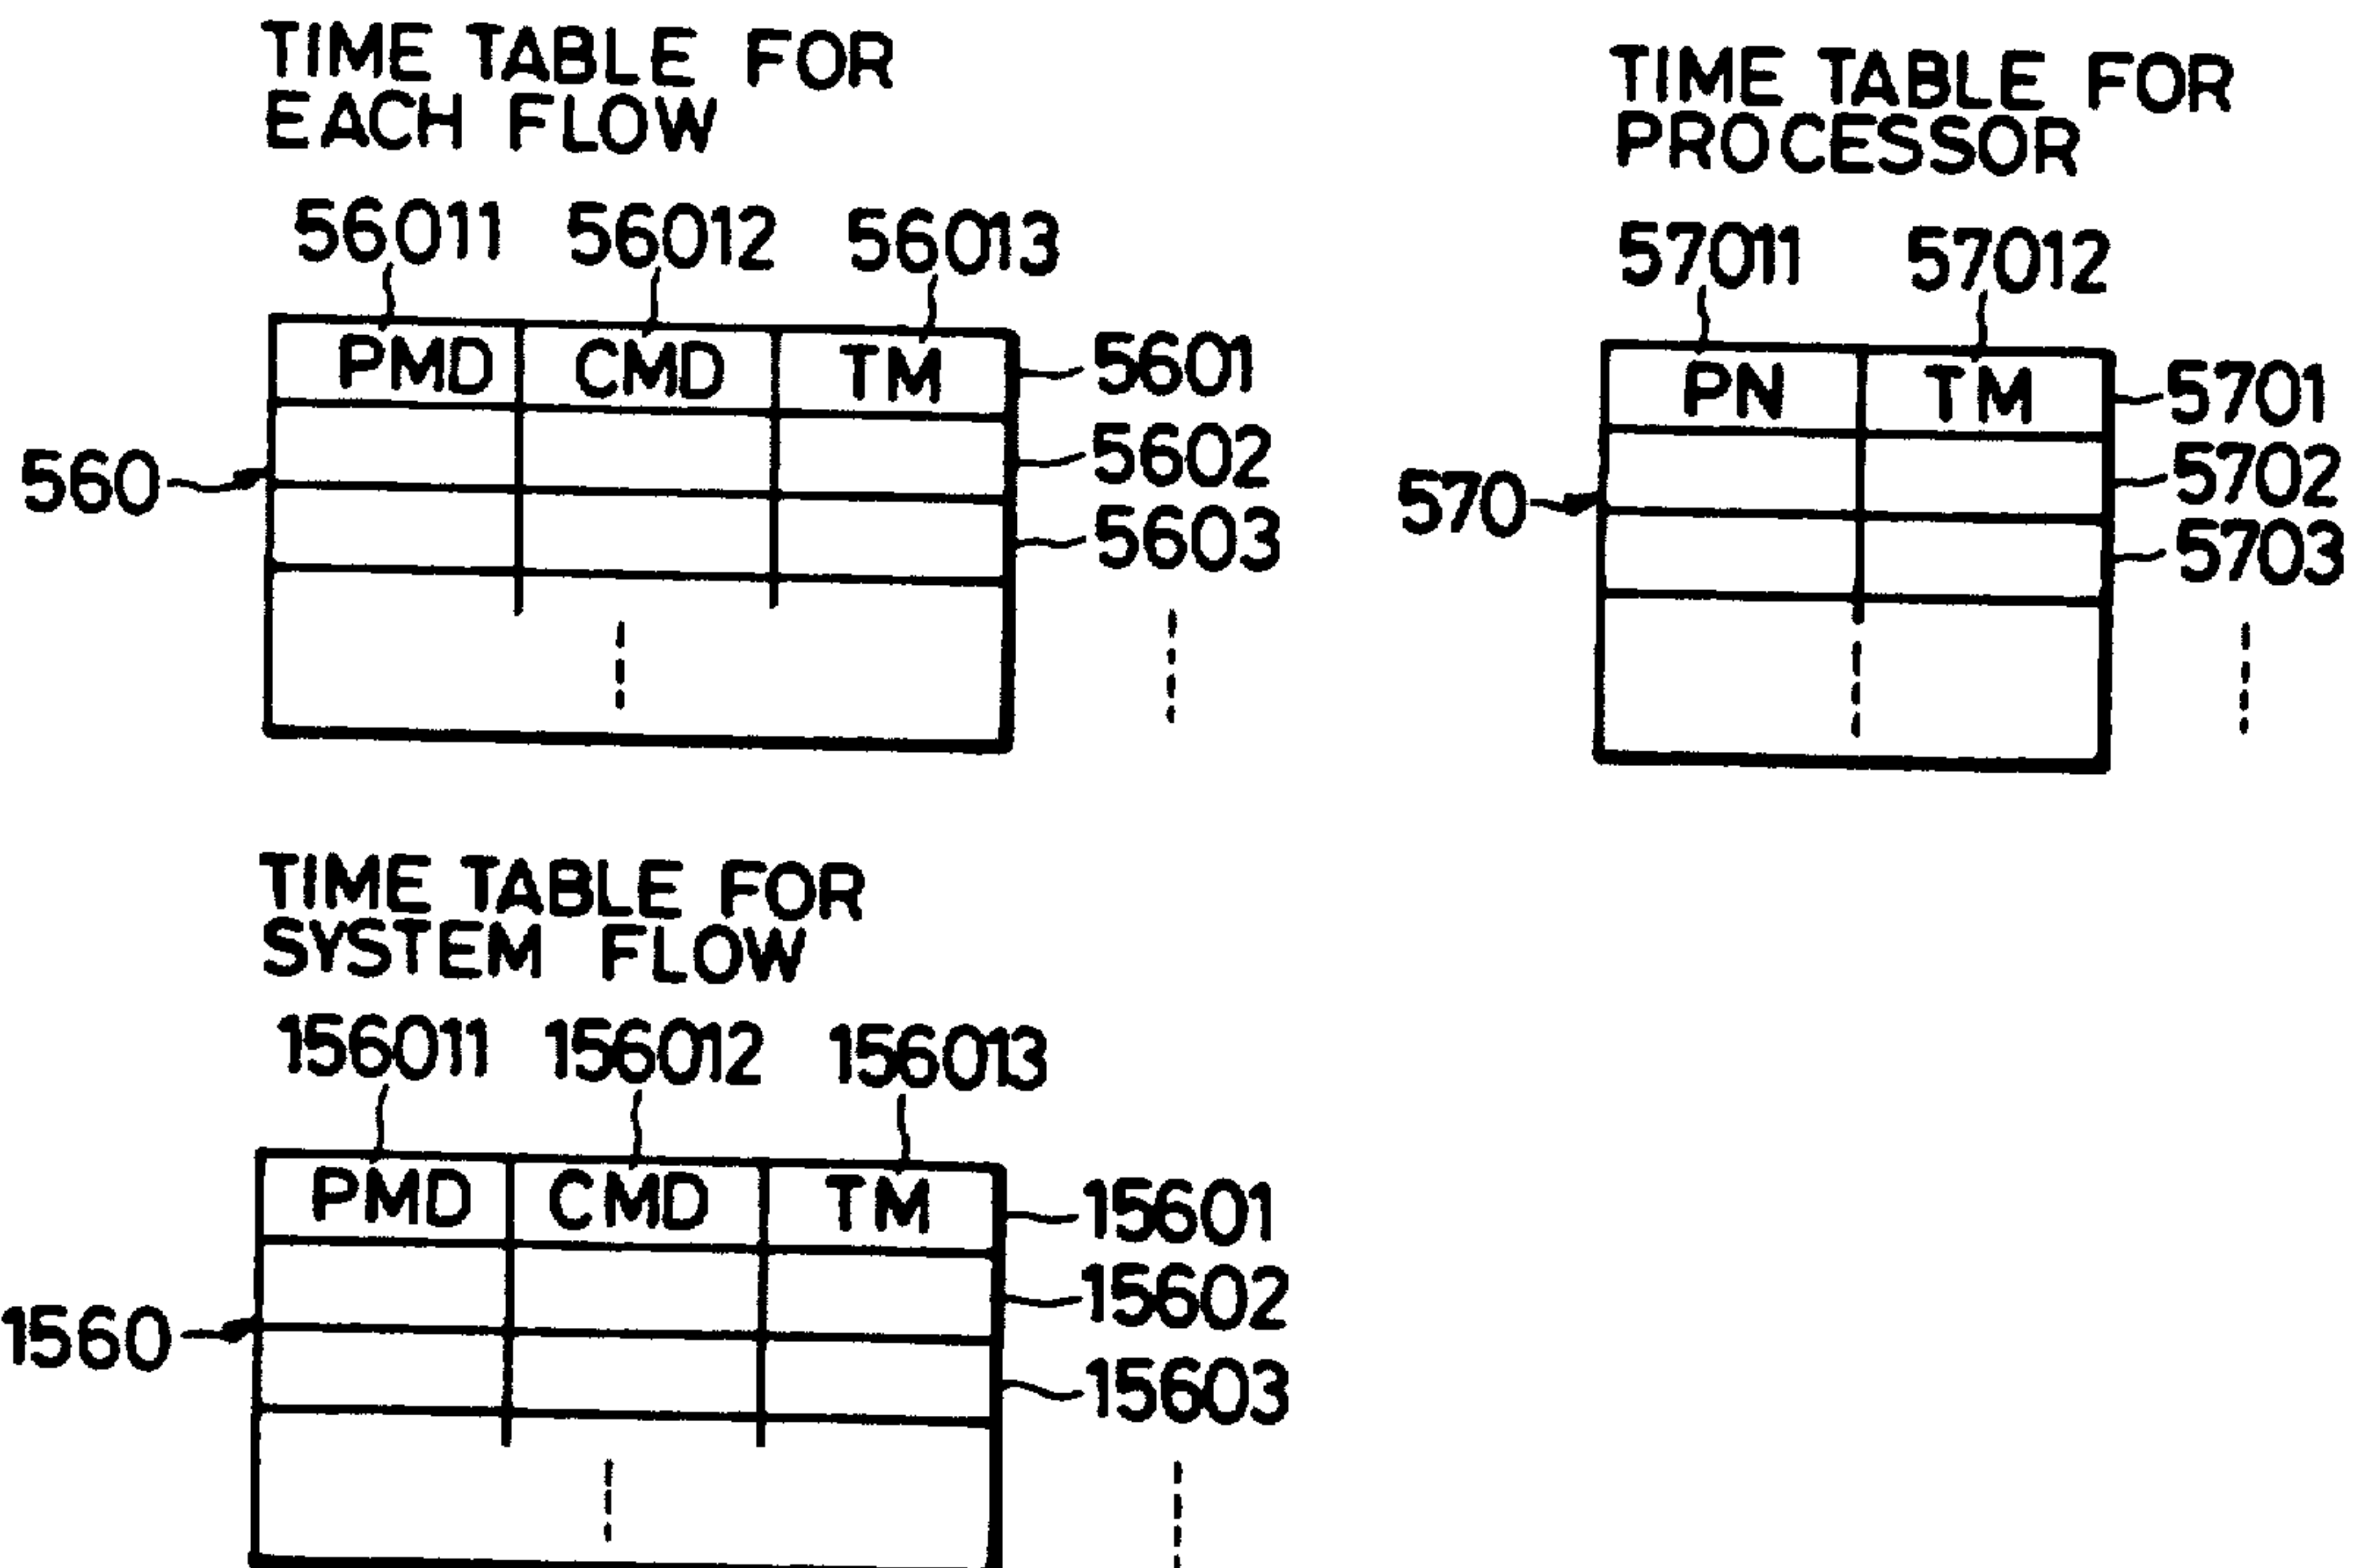 TIME TABLE FOR
EACH FLOW
56011 56012 56013
PMD CMD TM 5601
5602
560
5603
TIME TABLE FOR
PROCESSOR
57011 57012
PN TM 5701
5702
570
5703
TIME TABLE FOR
SYSTEM FLOW
156011 156012 156013
PMD CMD TM 15601
15602
1560
15603